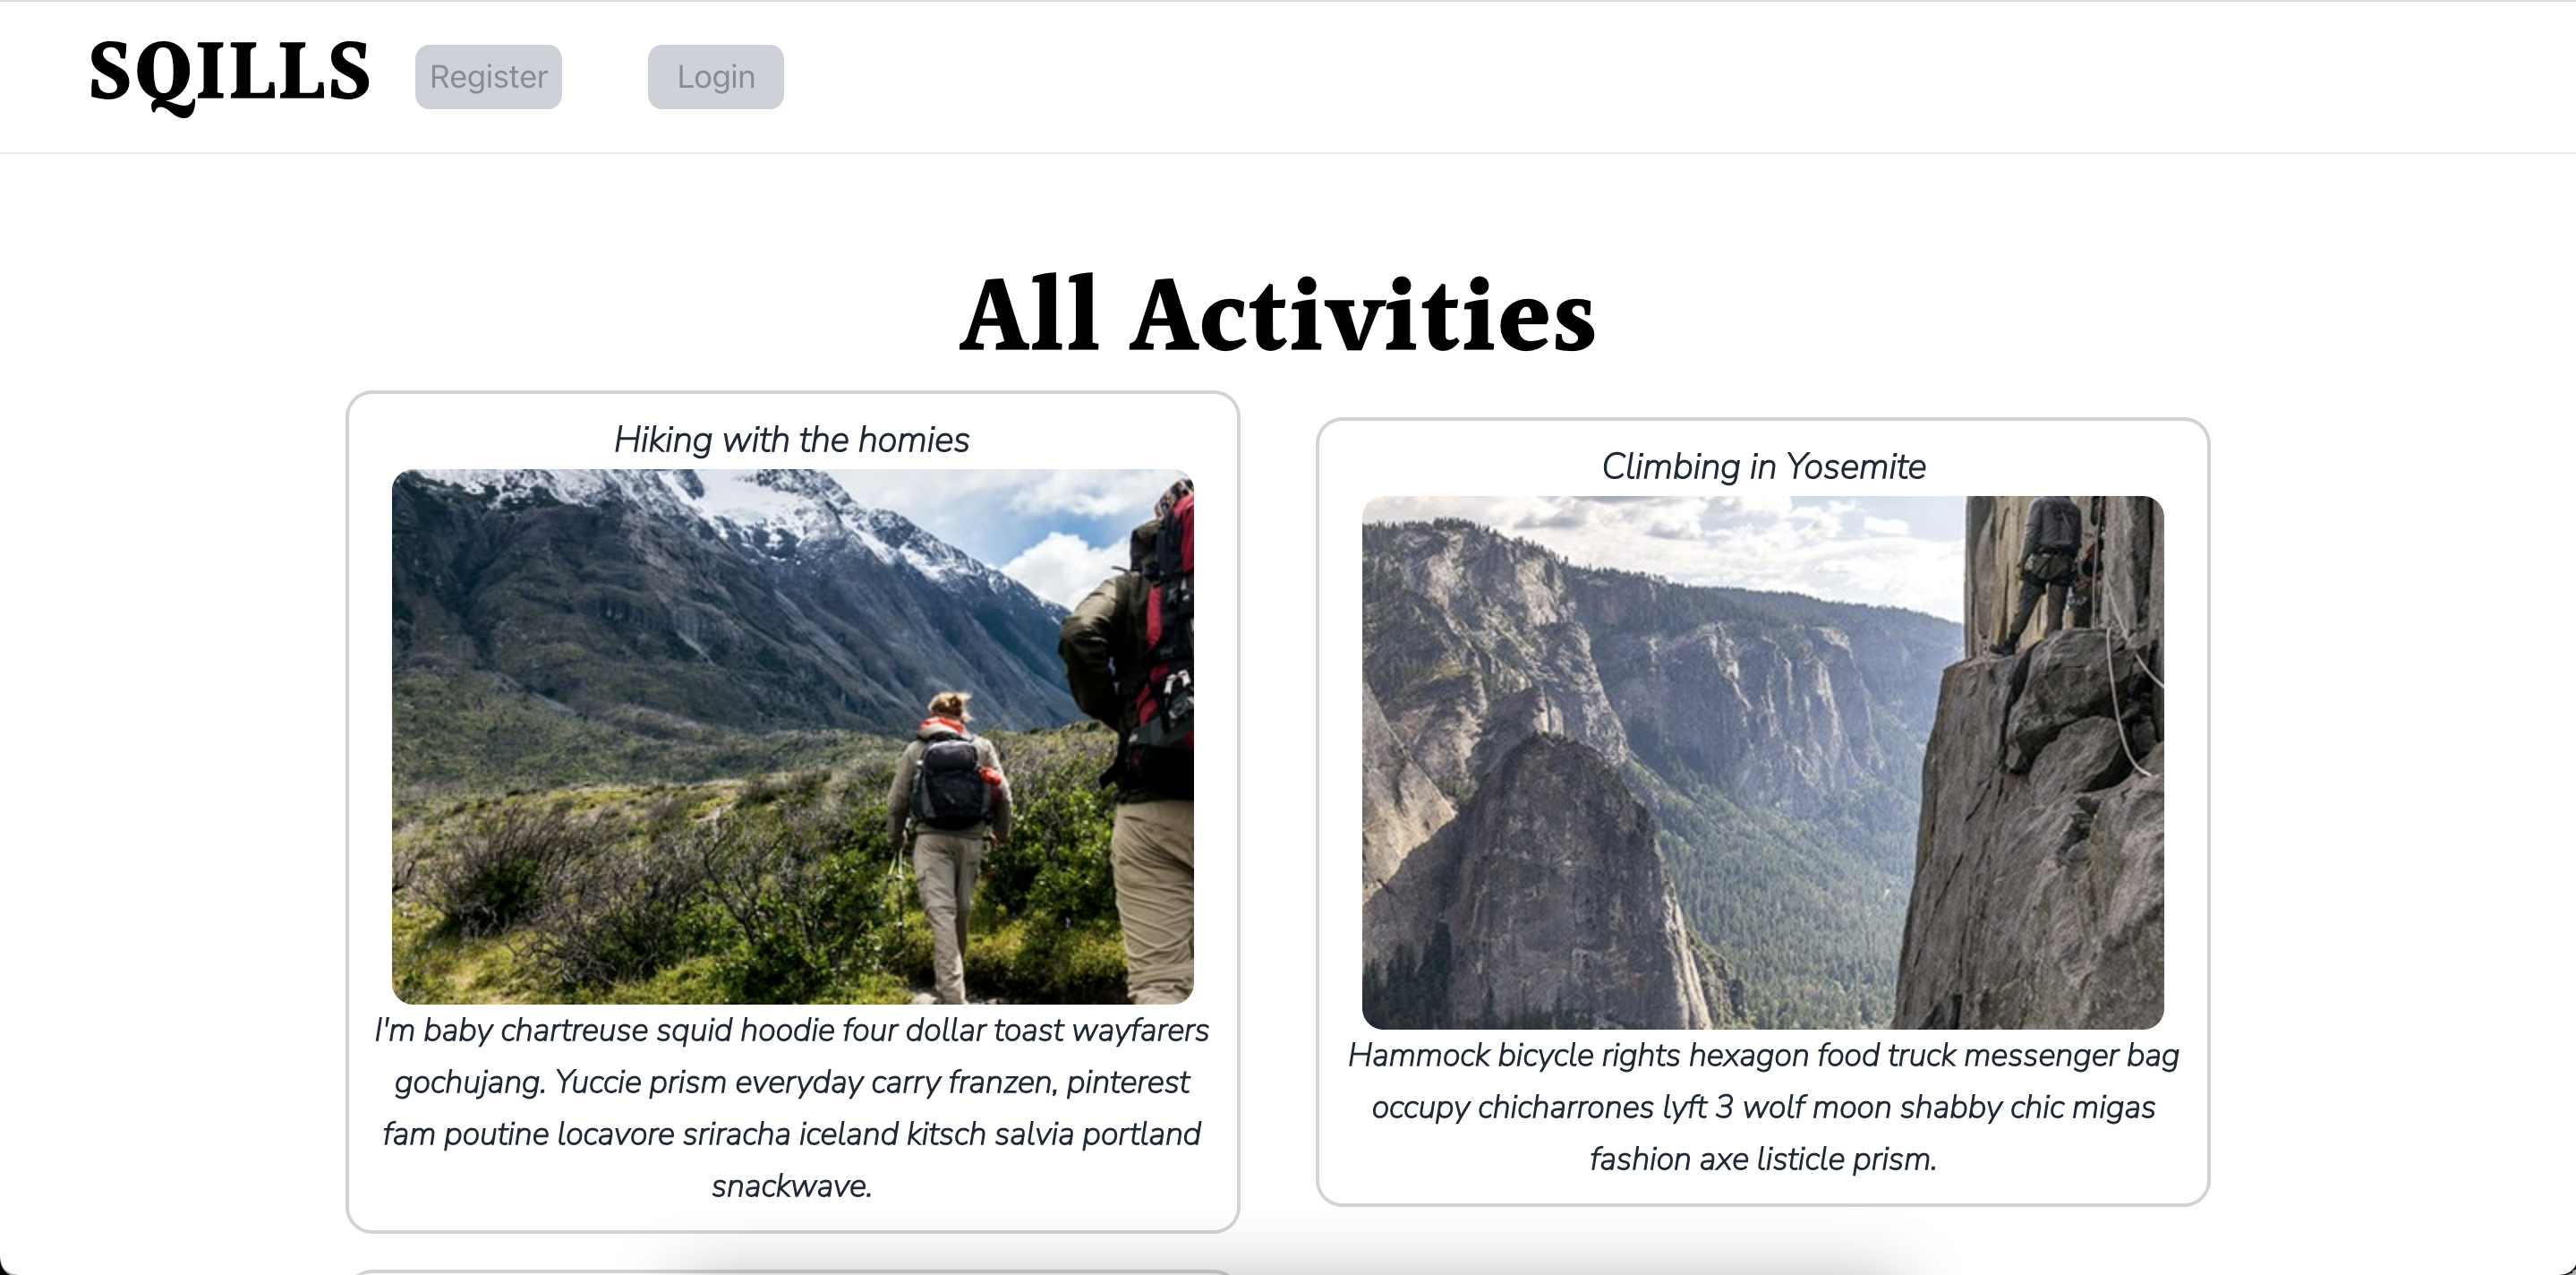 SQILLS
Register
Login
All Activities
Hiking with the homies
I'm baby chartreuse squid hoodie four dollar toast wayfarers
gochujang. Yuccie prism everyday carry franzen, pinterest
fam poutine locavore sriracha iceland kitsch salvia portland
snackwave.
Climbing in Yosemite
Hammock bicycle rights hexagon food truck messenger bag
occupy chicharrones lyft 3 wolf moon shabby chic migas
fashion axe listicle prism.